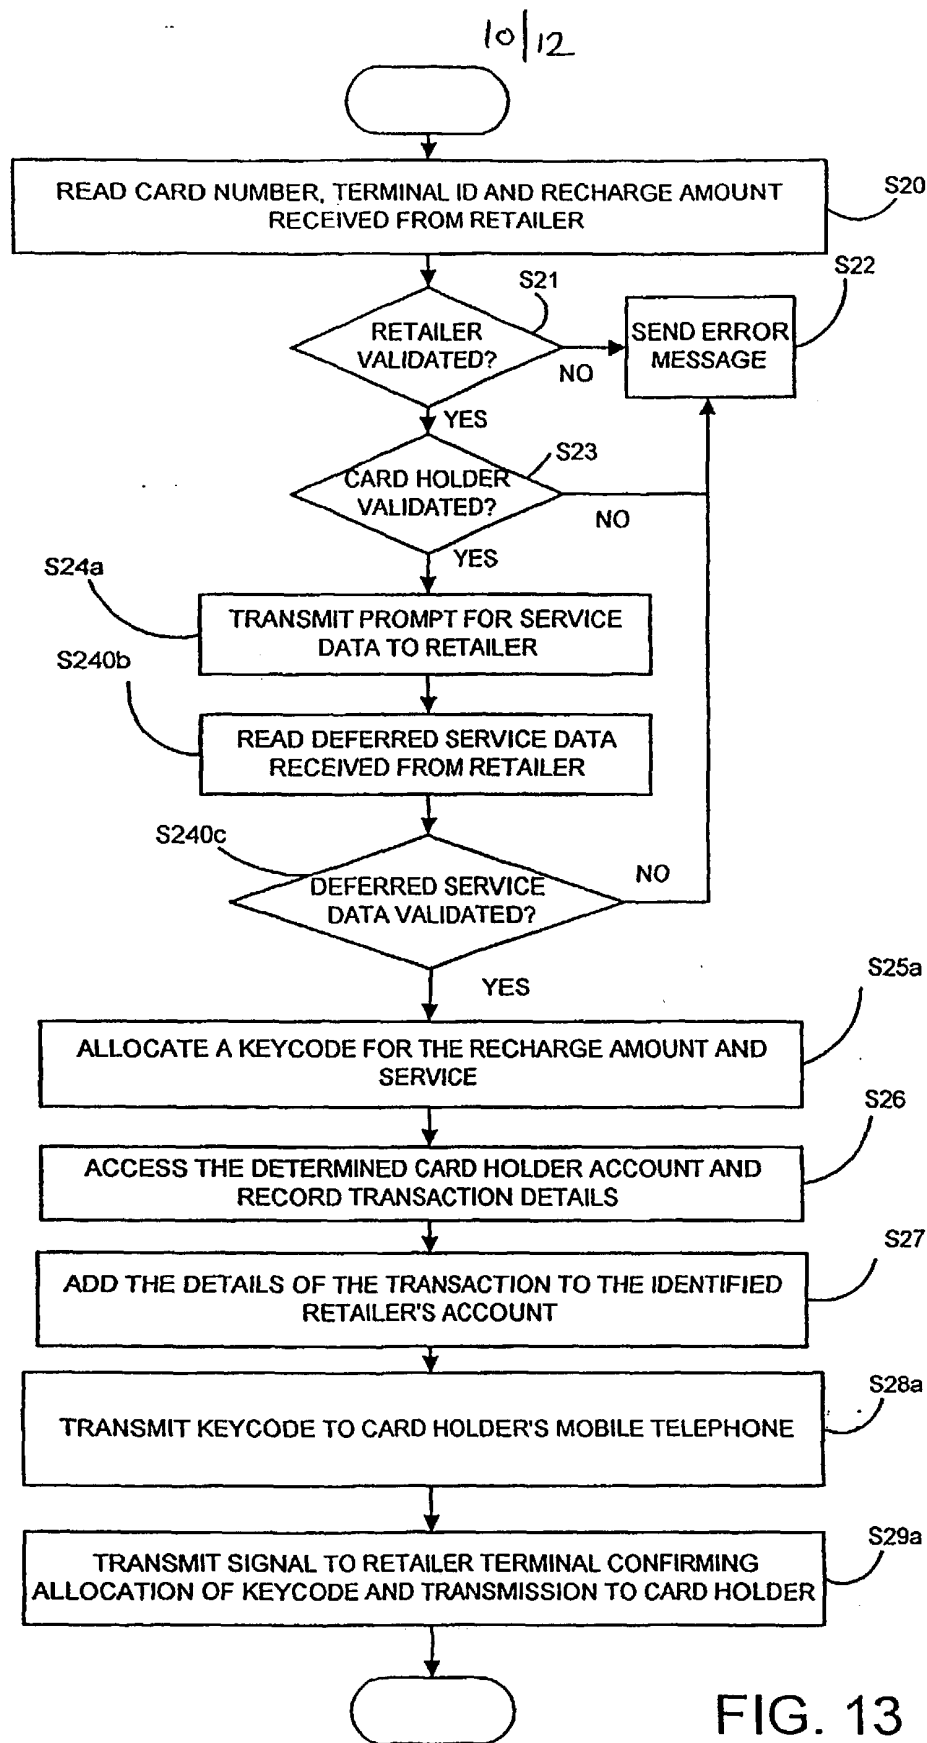 10/12
READ CARD NUMBER, TERMINAL ID AND RECHARGE AMOUNT
RECEIVED FROM RETAILER
S20
S21
S22
RETAILER
VALIDATED?
SEND ERROR
MESSAGE
NO
YES
S23
CARD HOLDER
VALIDATED?
NO
YES
S24a
TRANSMIT PROMPT FOR SERVICE
DATA TO RETAILER
S240b
READ DEFERRED SERVICE DATA
RECEIVED FROM RETAILER
S240c
DEFERRED SERVICE
DATA VALIDATED?
NO
YES
S25a
ALLOCATE A KEYCODE FOR THE RECHARGE AMOUNT AND
SERVICE
S26
ACCESS THE DETERMINED CARD HOLDER ACCOUNT AND
RECORD TRANSACTION DETAILS
S27
ADD THE DETAILS OF THE TRANSACTION TO THE IDENTIFIED
RETAILER'S ACCOUNT
S28a
TRANSMIT KEYCODE TO CARD HOLDER'S MOBILE TELEPHONE
S29a
TRANSMIT SIGNAL TO RETAILER TERMINAL CONFIRMING
ALLOCATION OF KEYCODE AND TRANSMISSION TO CARD HOLDER
FIG. 13